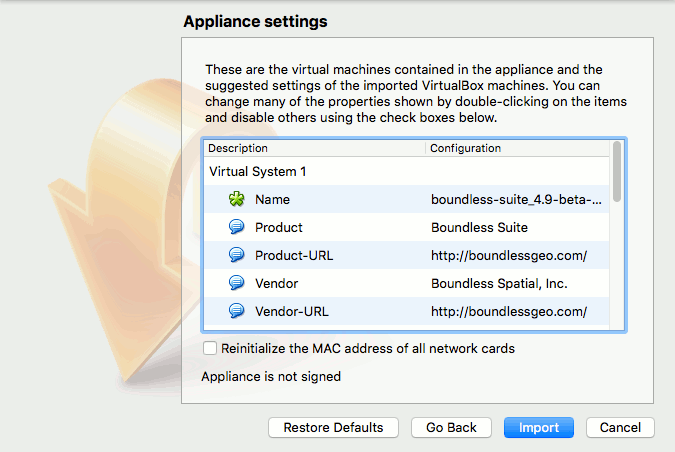 Appliance settings
These are the virtual machines contained in the appliance and the
suggested settings of the imported VirtualBox machines. You can
change many of the properties shown by double-clicking on the items
and disable others using the check boxes below.
Description Configuration
Virtual System 1
Name boundless-suite_4.9-beta-...
Product Boundless Suite
Product-URL http://boundlessgeo.com/
Vendor Boundless Spatial, Inc.
Vendor-URL http://boundlessgeo.com/
Reinitialize the MAC address of all network cards
Appliance is not signed
Restore Defaults Go Back Import Cancel